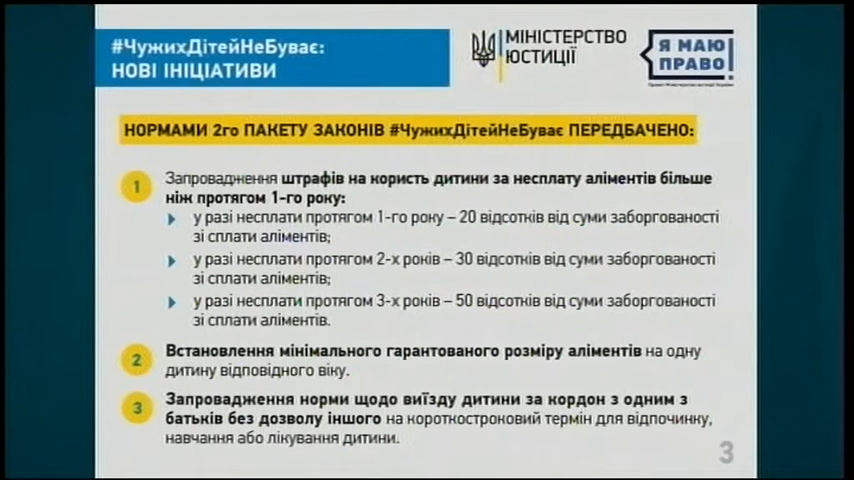 #ЧужихДітейНеБуває:
НОВІ ІНІЦІАТИВИ
МІНІСТЕРСТВО
ЮСТИЦІЇ
Я МАЮ
ПРАВО!
Проект Міністерства юстиції України
НОРМАМИ 2го ПАКЕТУ ЗАКОНІВ #ЧужихДітейНеБуває ПЕРЕДБАЧЕНО:
1 Запровадження штрафів на користь дитини за несплату аліментів більше
ніж протягом 1-го року:
у разі несплати протягом 1-го року – 20 відсотків від суми заборгованості
зі сплати аліментів;
у разі несплати протягом 2-х років – 30 відсотків від суми заборгованості
зі сплати аліментів;
у разі несплати протягом 3-х років – 50 відсотків від суми заборгованості
зі сплати аліментів.
2 Встановлення мінімального гарантованого розміру аліментів на одну
дитину відповідного віку.
3 Запровадження норми щодо виїзду дитини за кордон з одним з
батьків без дозволу іншого на короткостроковий термін для відпочинку,
навчання або лікування дитини.
3